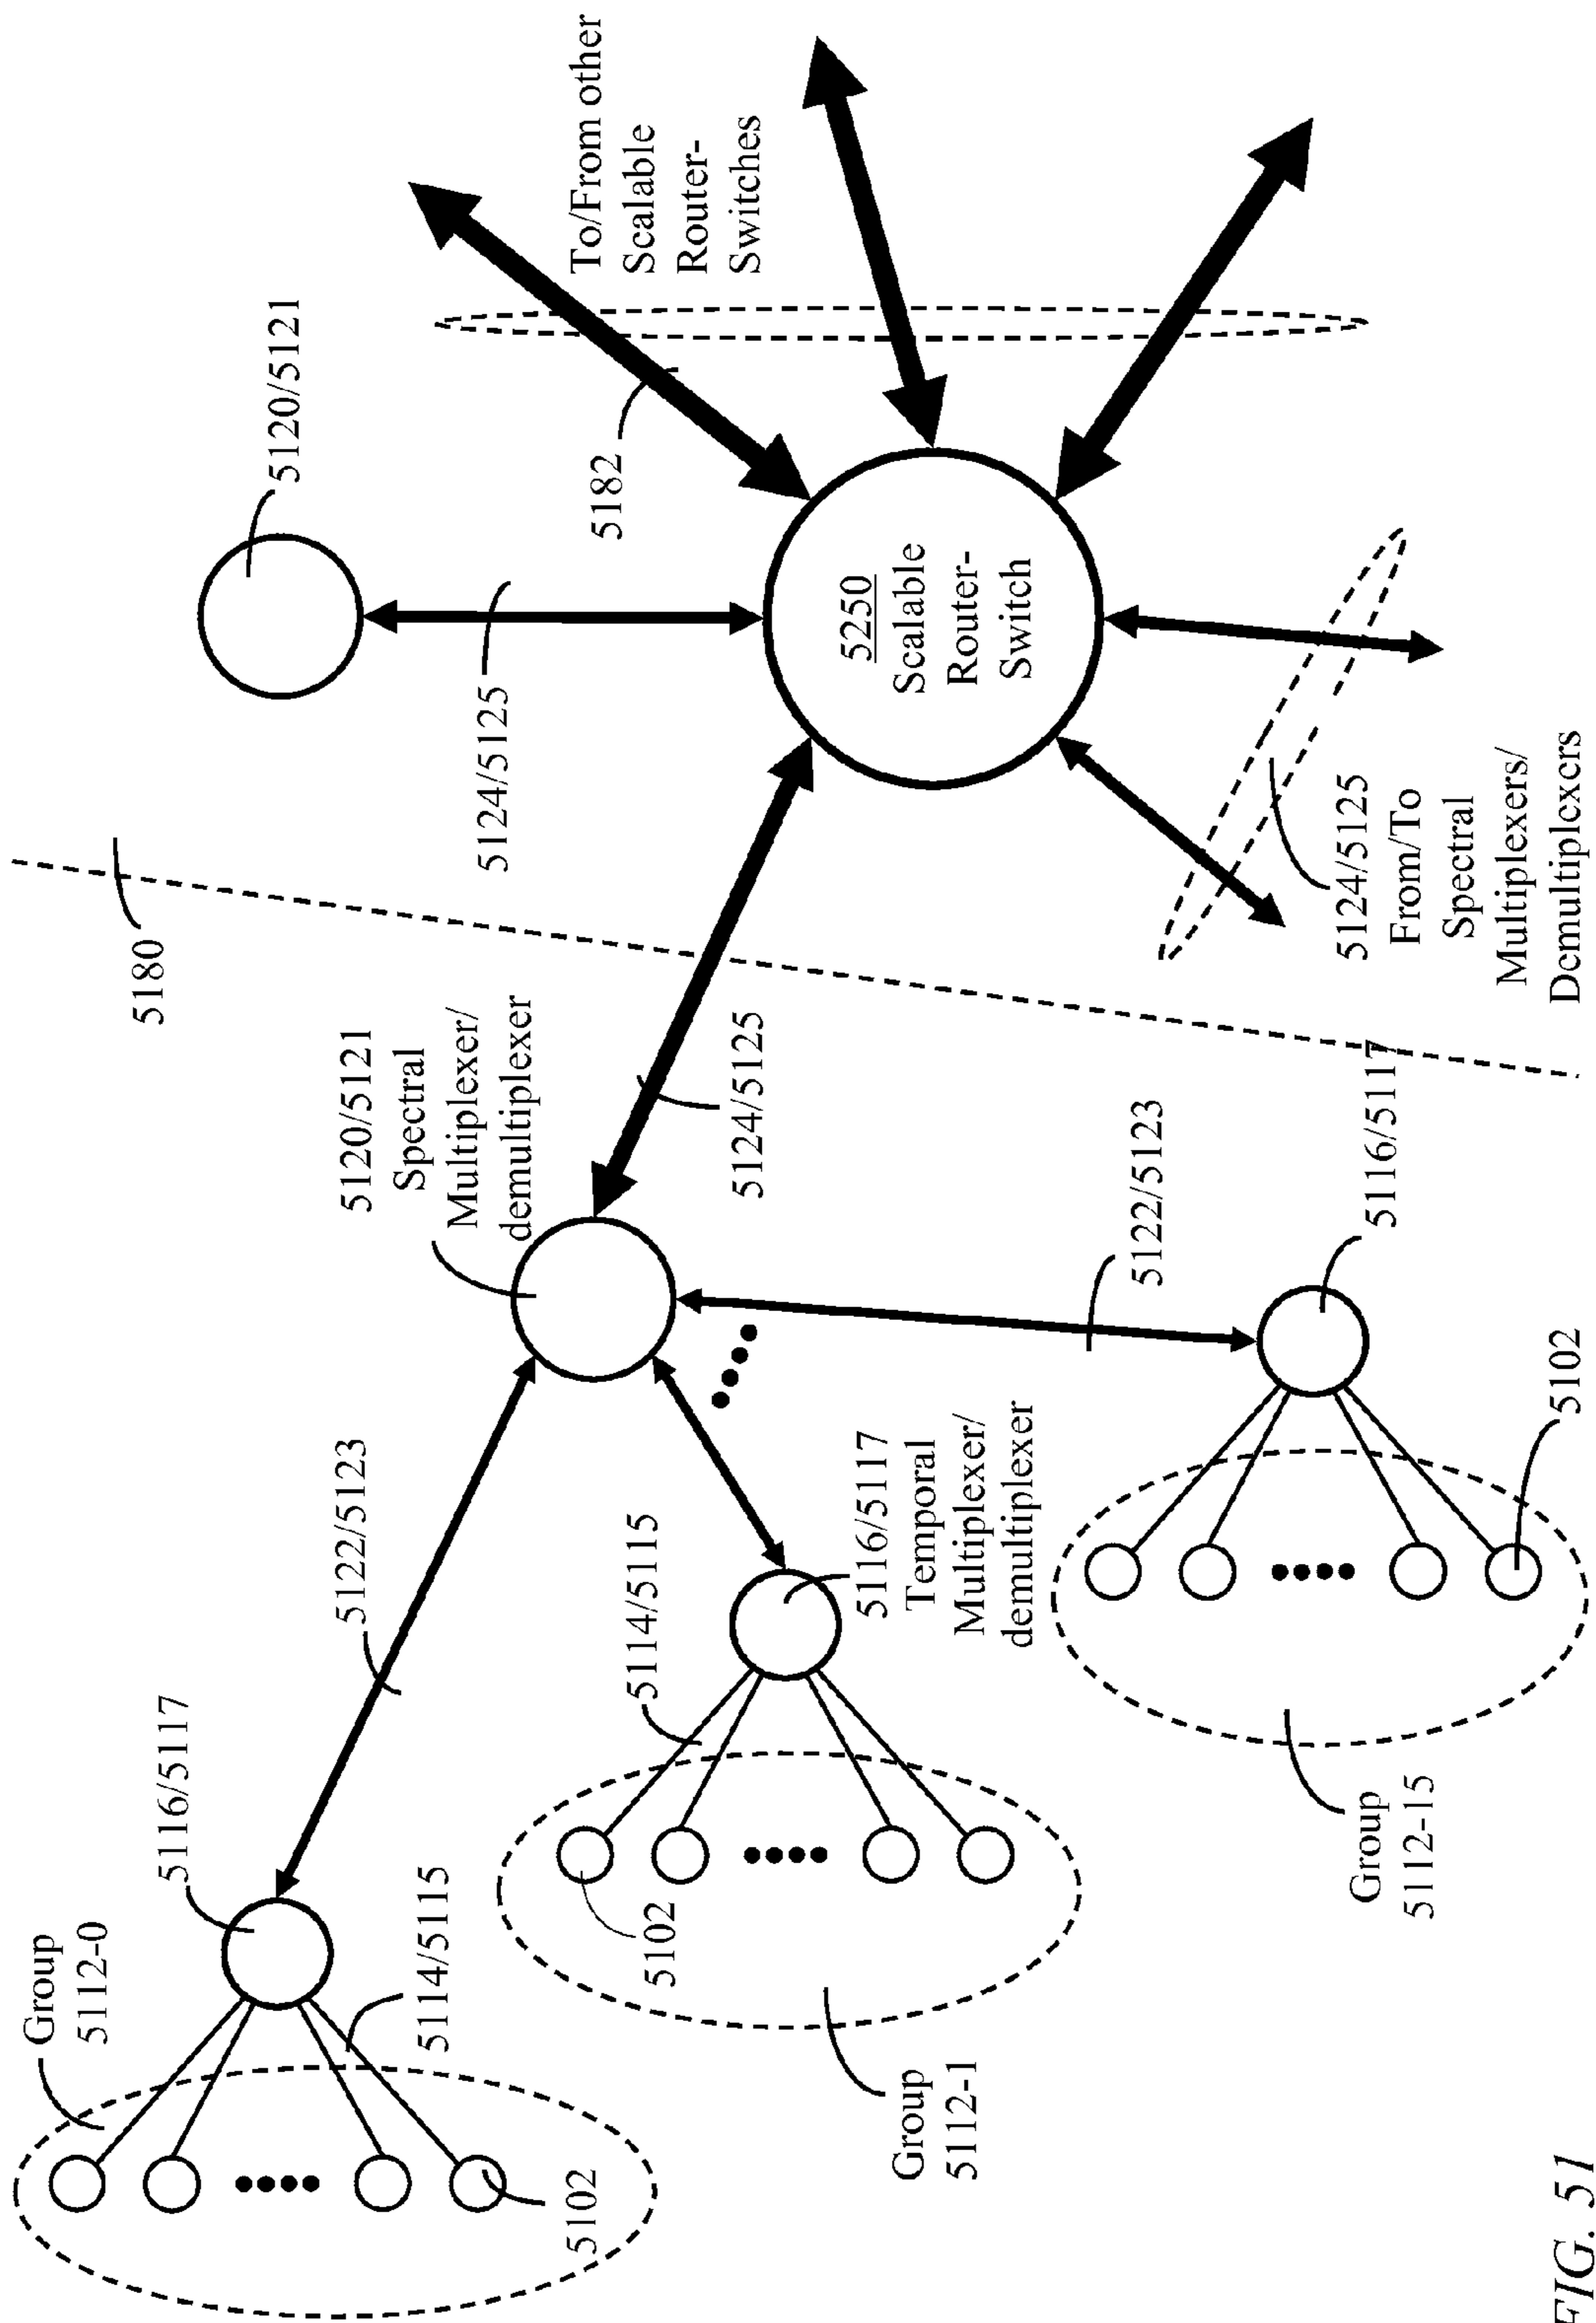 Group
5112-0
5116/5117
5122/5123
5114/5115
5102
5120/5121
Spectral
Multiplexer/
demultiplexer
5180
5124/5125
5120/5121
To/From other
Scalable
Router-
Switches
5182
5124/5125
5250
Scalable
Router-
Switch
5114/5115
5102
Group
5112-1
5116/5117
Temporal
Multiplexer/
demultiplexer
5122/5123
5116/5117
5102
Group
5112-15
5124/5125
From/To
Spectral
Multiplexers/
Demultiplexers
FIG. 51